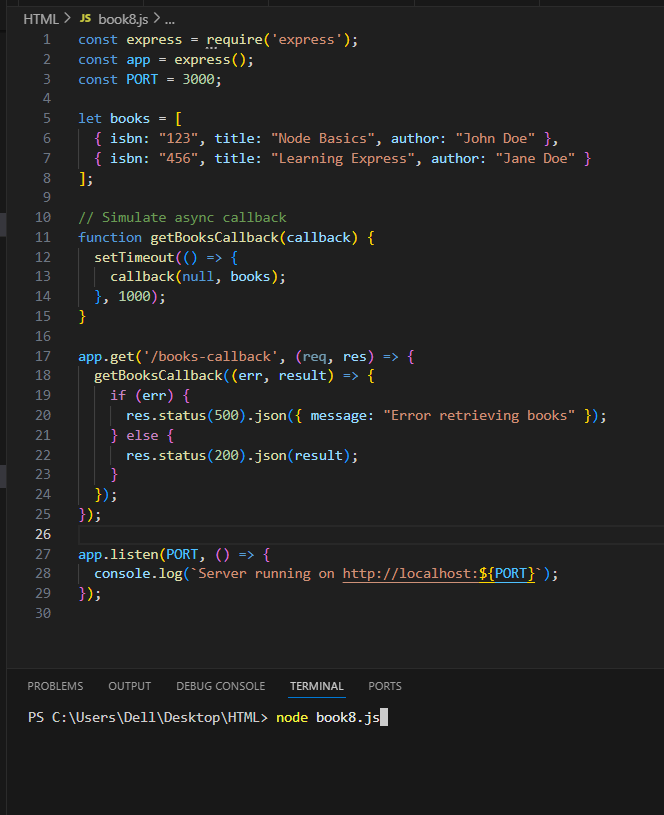 HTML > JS book8.js > ...
1 const express = require('express');
2 const app = express();
3 const PORT = 3000;
4
5 let books = [
6   { isbn: "123", title: "Node Basics", author: "John Doe" },
7   { isbn: "456", title: "Learning Express", author: "Jane Doe" }
8 ];
9
10 // Simulate async callback
11 function getBooksCallback(callback) {
12   setTimeout(() => {
13     callback(null, books);
14   }, 1000);
15 }
16
17 app.get('/books-callback', (req, res) => {
18   getBooksCallback((err, result) => {
19     if (err) {
20       res.status(500).json({ message: "Error retrieving books" });
21     } else {
22       res.status(200).json(result);
23     }
24   });
25 });
26
27 app.listen(PORT, () => {
28   console.log(`Server running on http://localhost:${PORT}`);
29 });
30
PROBLEMS OUTPUT DEBUG CONSOLE TERMINAL PORTS
PS C:\Users\Dell\Desktop\HTML> node book8.js